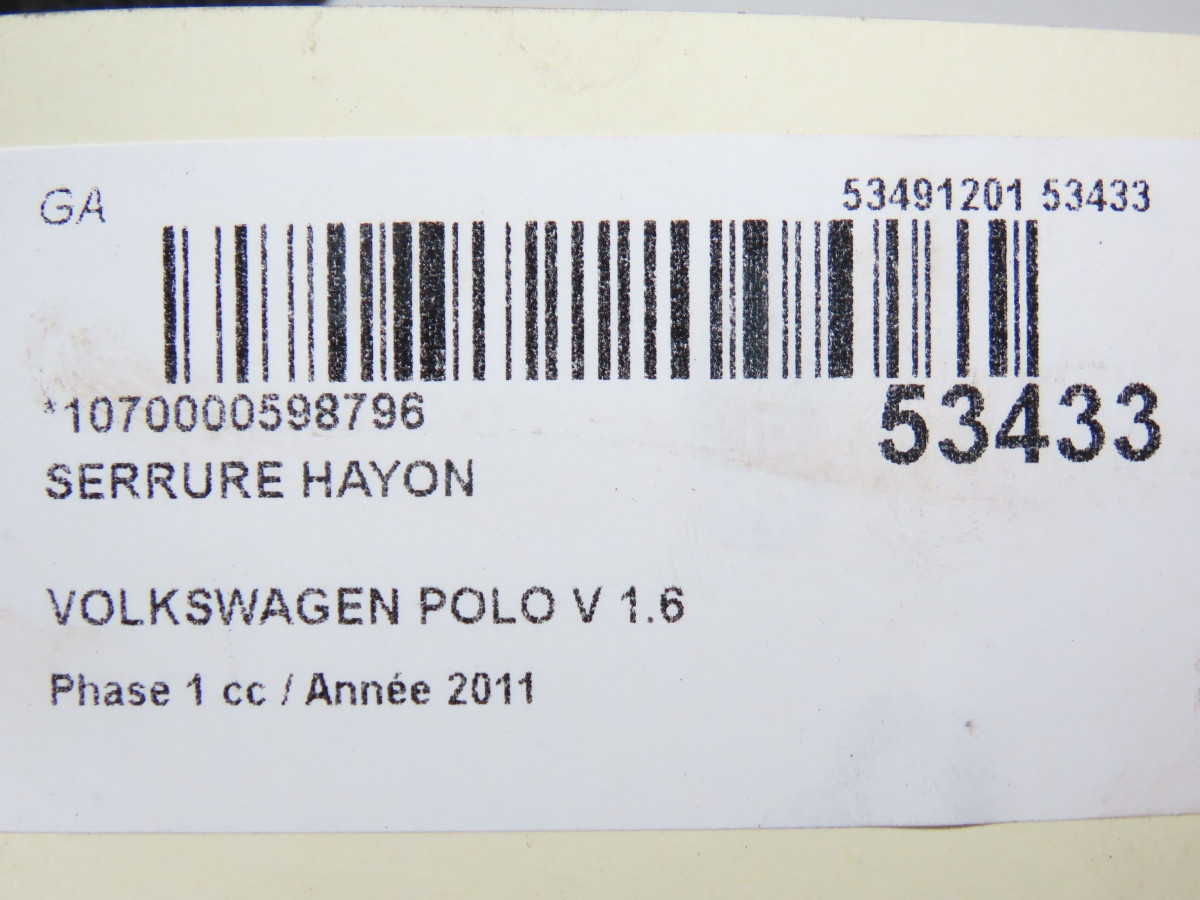 GA
53491201 53433
*1070000598796
53433
SERRURE HAYON
VOLKSWAGEN POLO V 1.6
Phase 1 cc / Année 2011